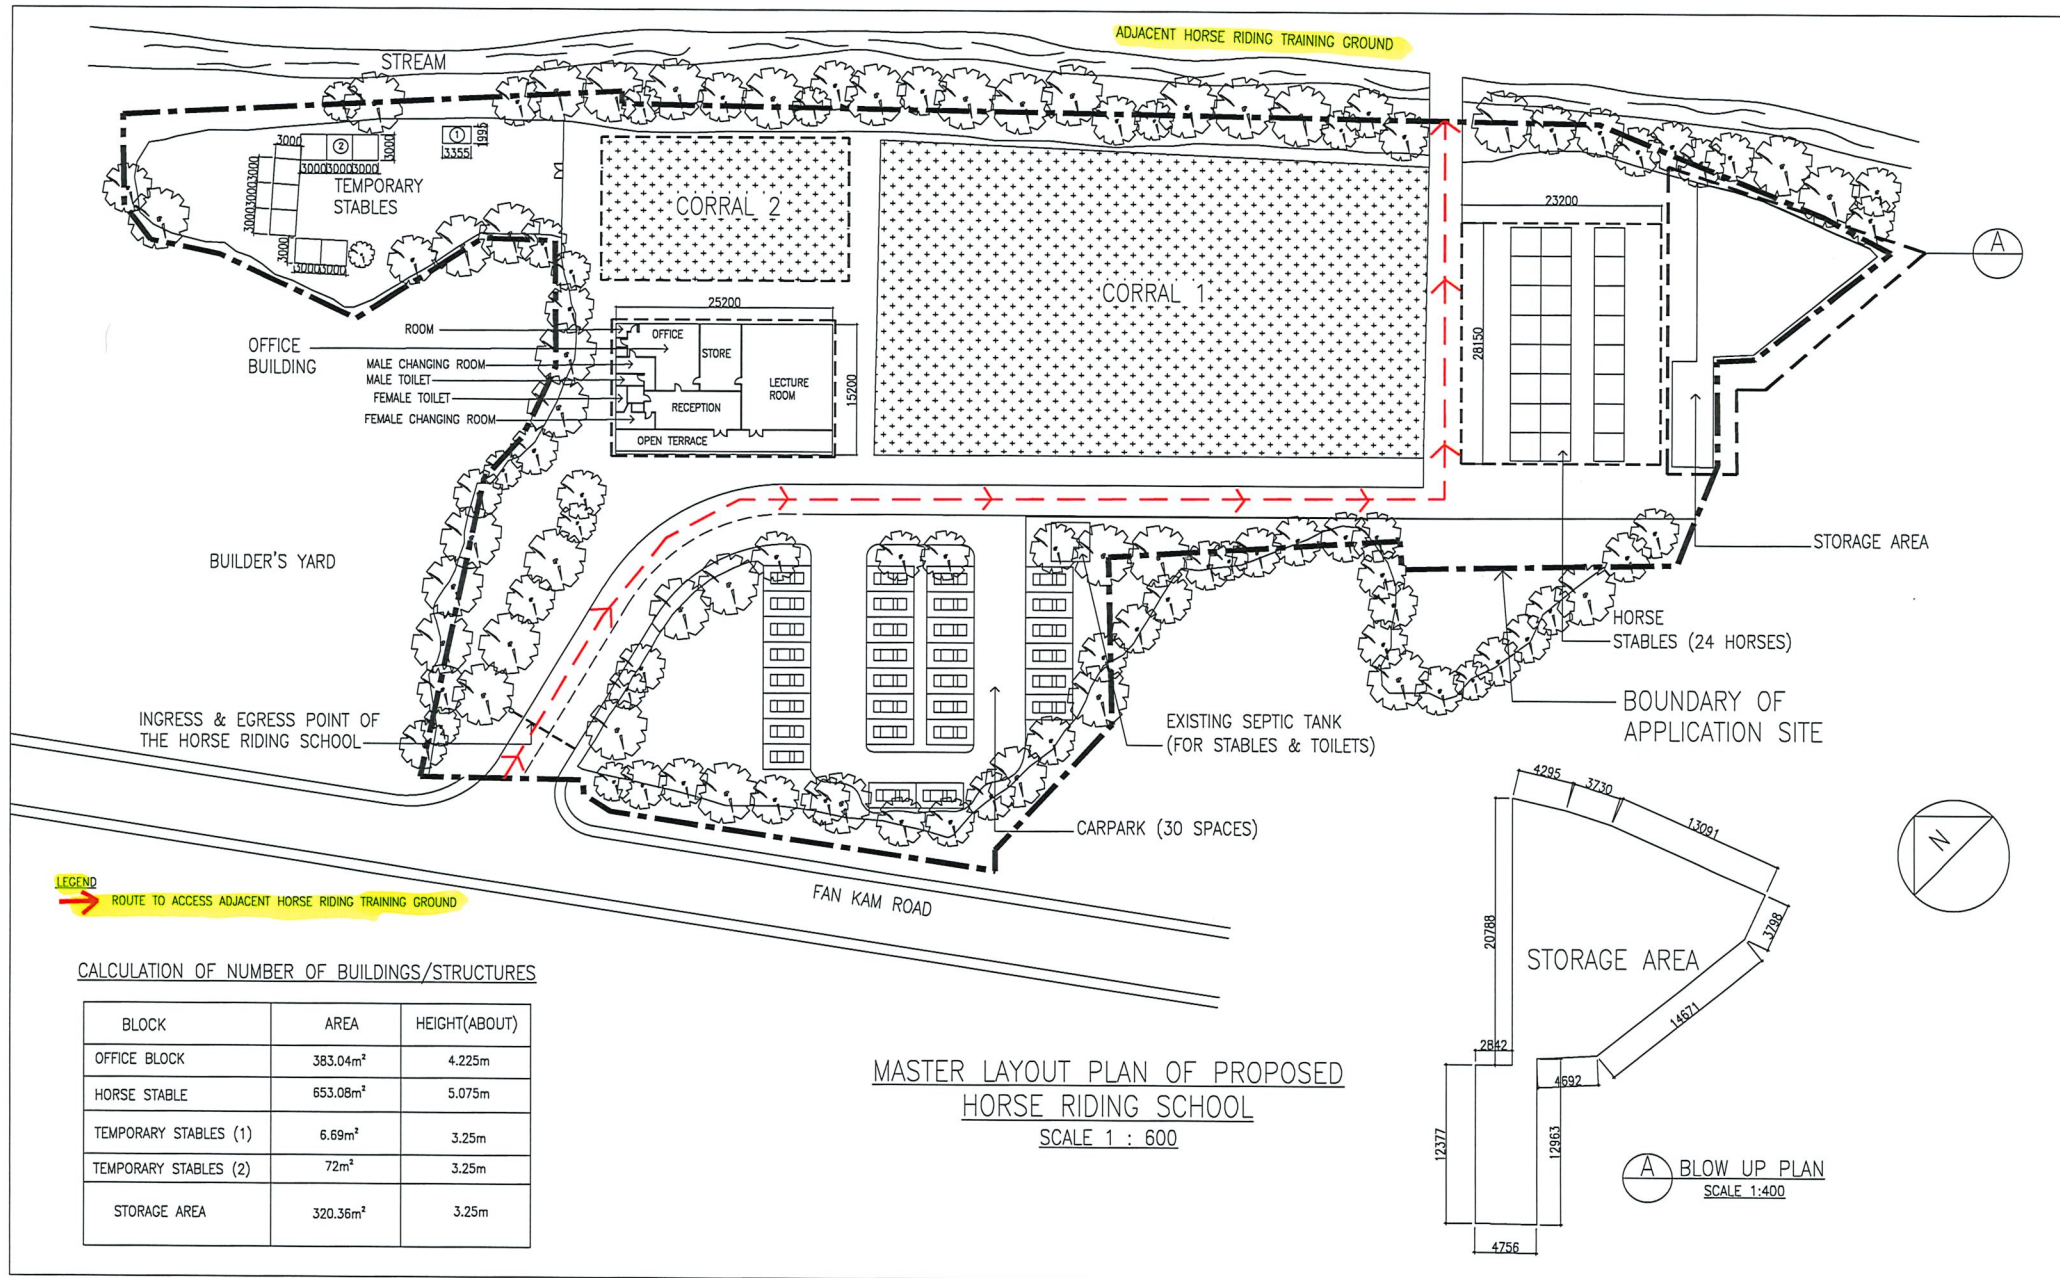 ADJACENT HORSE RIDING TRAINING GROUND
STREAM
3000
②
3000
3000 3000 3000
①
1995
3355
TEMPORARY
STABLES
3000 3000 3000
3000
3000 3000
CORRAL 2
CORRAL 1
23200
28150
A
25200
15200
ROOM
OFFICE
BUILDING
MALE CHANGING ROOM
MALE TOILET
FEMALE TOILET
FEMALE CHANGING ROOM
OFFICE
STORE
LECTURE
ROOM
RECEPTION
OPEN TERRACE
BUILDER'S YARD
STORAGE AREA
HORSE
STABLES (24 HORSES)
BOUNDARY OF
APPLICATION SITE
INGRESS & EGRESS POINT OF
THE HORSE RIDING SCHOOL
EXISTING SEPTIC TANK
(FOR STABLES & TOILETS)
CARPARK (30 SPACES)
FAN KAM ROAD
LEGEND
ROUTE TO ACCESS ADJACENT HORSE RIDING TRAINING GROUND
N
CALCULATION OF NUMBER OF BUILDINGS/STRUCTURES
BLOCK AREA HEIGHT(ABOUT)
OFFICE BLOCK 383.04m² 4.225m
HORSE STABLE 653.08m² 5.075m
TEMPORARY STABLES (1) 6.69m² 3.25m
TEMPORARY STABLES (2) 72m² 3.25m
STORAGE AREA 320.36m² 3.25m
MASTER LAYOUT PLAN OF PROPOSED
HORSE RIDING SCHOOL
SCALE 1 : 600
4295
3730
13091
20788
3798
STORAGE AREA
14671
2842
4692
12377
12963
4756
A
BLOW UP PLAN
SCALE 1:400